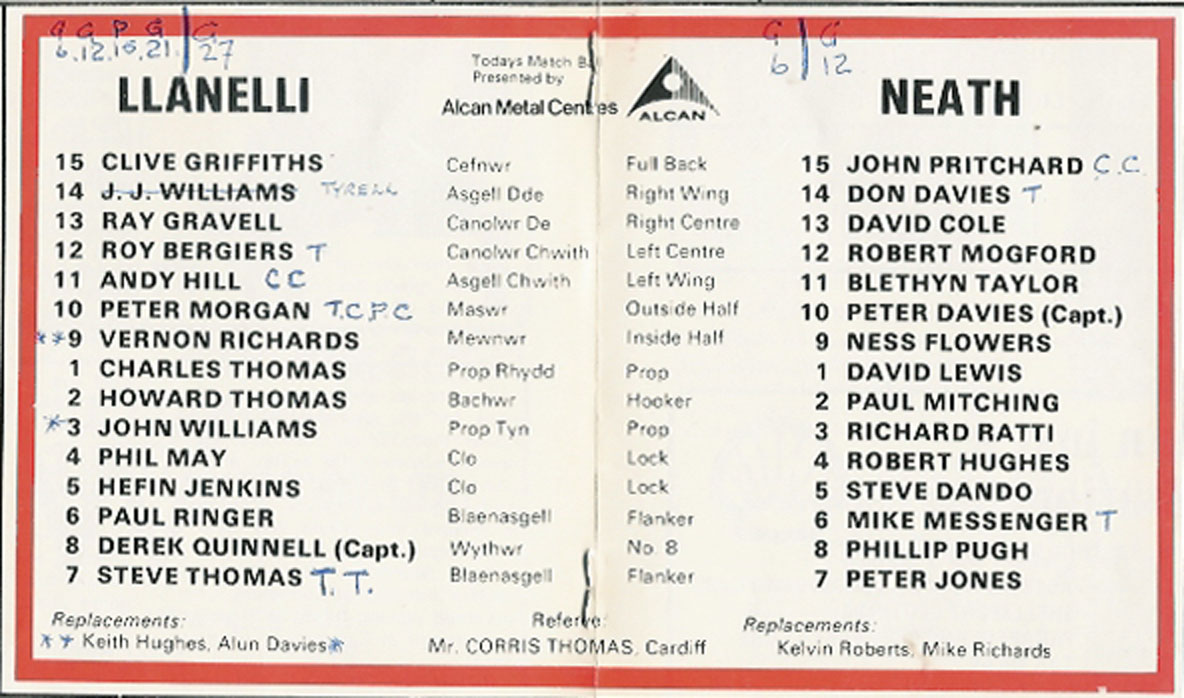 G G P G / G G / G
6.12.15.21. 27 6 / 12
Todays Match B
Presented by
Alcan Metal Centres
ALCAN
LLANELLI NEATH
15 CLIVE GRIFFITHS Cefnwr Full Back 15 JOHN PRITCHARD C.C.
14 J. J. WILLIAMS TYRELL Asgell Dde Right Wing 14 DON DAVIES T
13 RAY GRAVELL Canolwr De Right Centre 13 DAVID COLE
12 ROY BERGIERS T Canolwr Chwith Left Centre 12 ROBERT MOGFORD
11 ANDY HILL CC Asgell Chwith Left Wing 11 BLETHYN TAYLOR
10 PETER MORGAN T.C.P.C Maswr Outside Half 10 PETER DAVIES (Capt.)
**9 VERNON RICHARDS Mewnwr Inside Half 9 NESS FLOWERS
1 CHARLES THOMAS Prop Rhydd Prop 1 DAVID LEWIS
2 HOWARD THOMAS Bachwr Hooker 2 PAUL MITCHING
*3 JOHN WILLIAMS Prop Tyn Prop 3 RICHARD RATTI
4 PHIL MAY Clo Lock 4 ROBERT HUGHES
5 HEFIN JENKINS Clo Lock 5 STEVE DANDO
6 PAUL RINGER Blaenasgell Flanker 6 MIKE MESSENGER T
8 DEREK QUINNELL (Capt.) Wythwr No. 8 8 PHILLIP PUGH
7 STEVE THOMAS T. T. Blaenasgell Flanker 7 PETER JONES
Replacements: Referee: Replacements:
** Keith Hughes, Alun Davies* Mr. CORRIS THOMAS, Cardiff Kelvin Roberts, Mike Richards